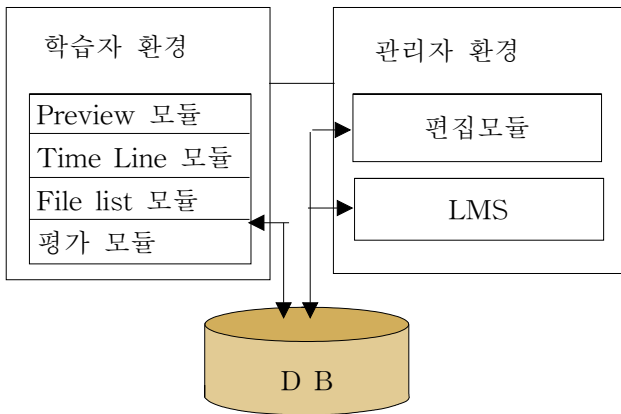 학습자 환경
Preview 모듈
Time Line 모듈
File list 모듈
평가 모듈
관리자 환경
편집모듈
LMS
D B